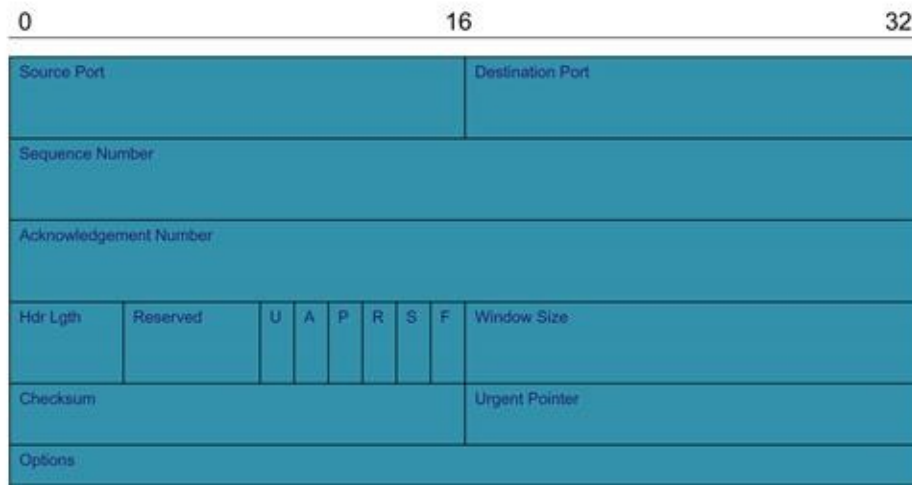 0 16 32
Source Port Destination Port
Sequence Number
Acknowledgement Number
Hdr Lgth Reserved U A P R S F Window Size
Checksum Urgent Pointer
Options